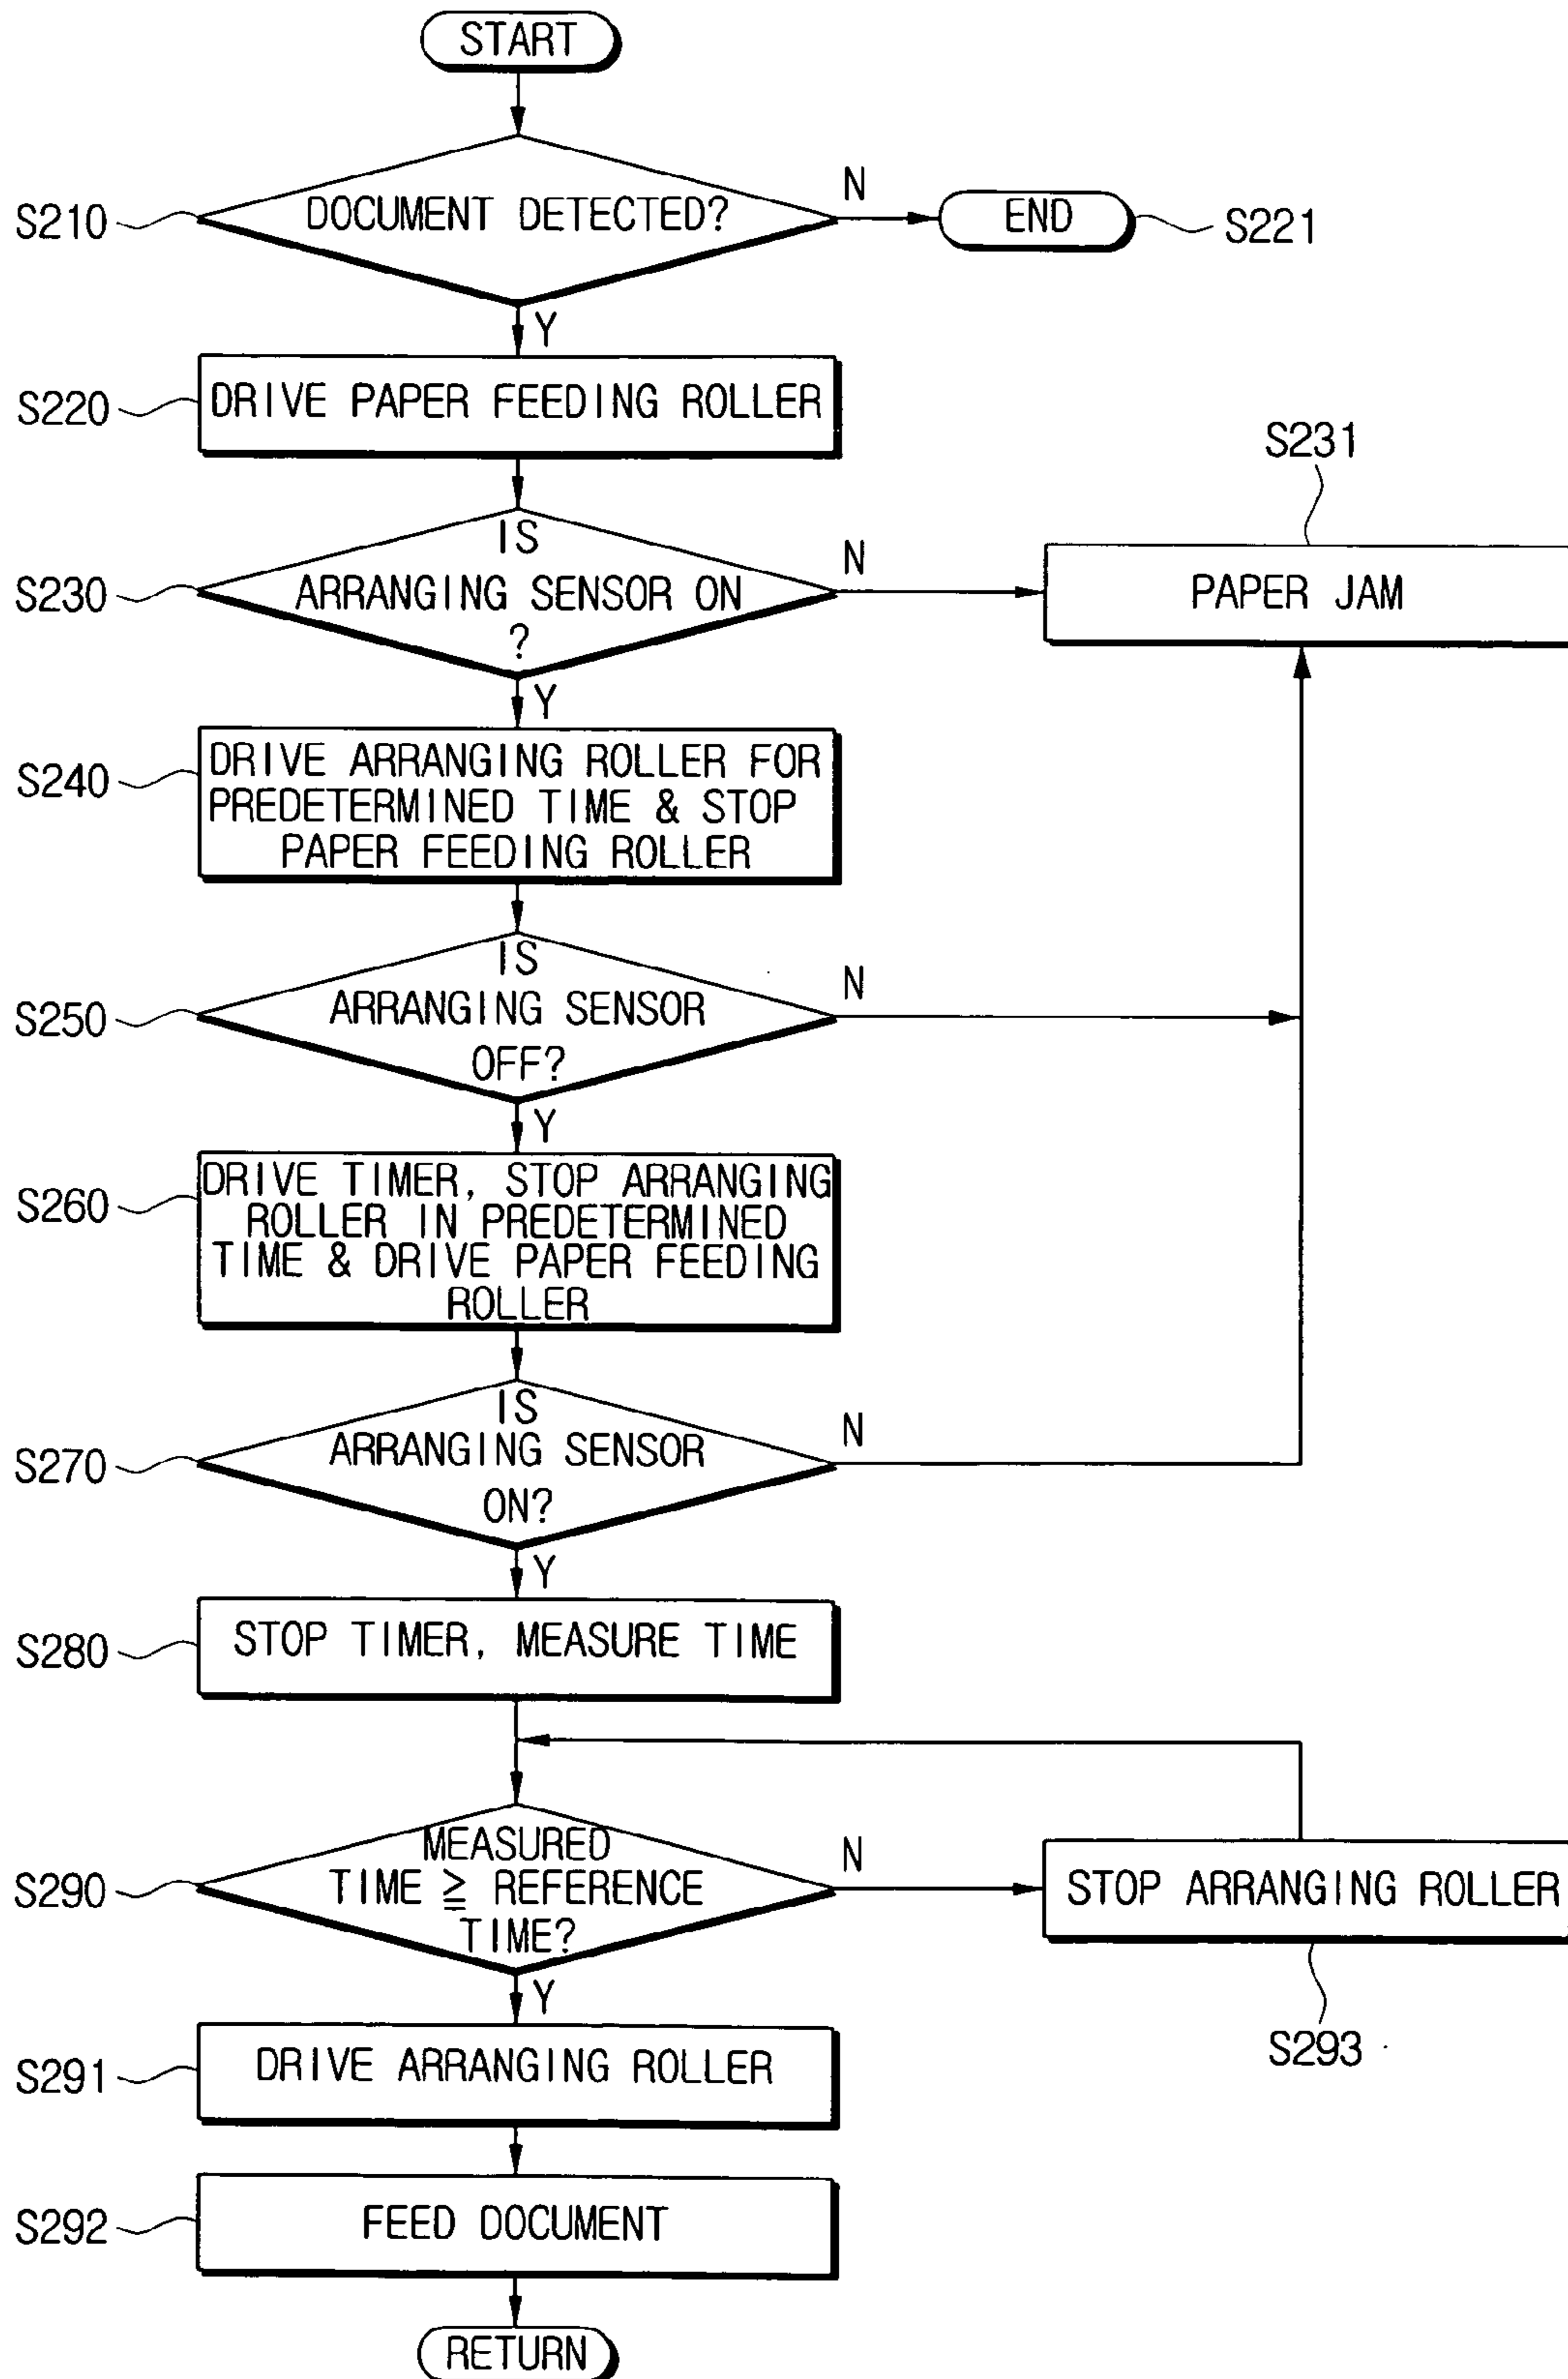 START
S210
DOCUMENT DETECTED?
N
END
S221
Y
S220
DRIVE PAPER FEEDING ROLLER
S231
IS
S230
ARRANGING SENSOR ON
?
N
PAPER JAM
Y
S240
DRIVE ARRANGING ROLLER FOR
PREDETERMINED TIME & STOP
PAPER FEEDING ROLLER
IS
S250
ARRANGING SENSOR
OFF?
N
Y
S260
DRIVE TIMER, STOP ARRANGING
ROLLER IN PREDETERMINED
TIME & DRIVE PAPER FEEDING
ROLLER
IS
S270
ARRANGING SENSOR
ON?
N
Y
S280
STOP TIMER, MEASURE TIME
MEASURED
S290
TIME ≧ REFERENCE
TIME?
N
STOP ARRANGING ROLLER
S293
Y
S291
DRIVE ARRANGING ROLLER
S292
FEED DOCUMENT
RETURN